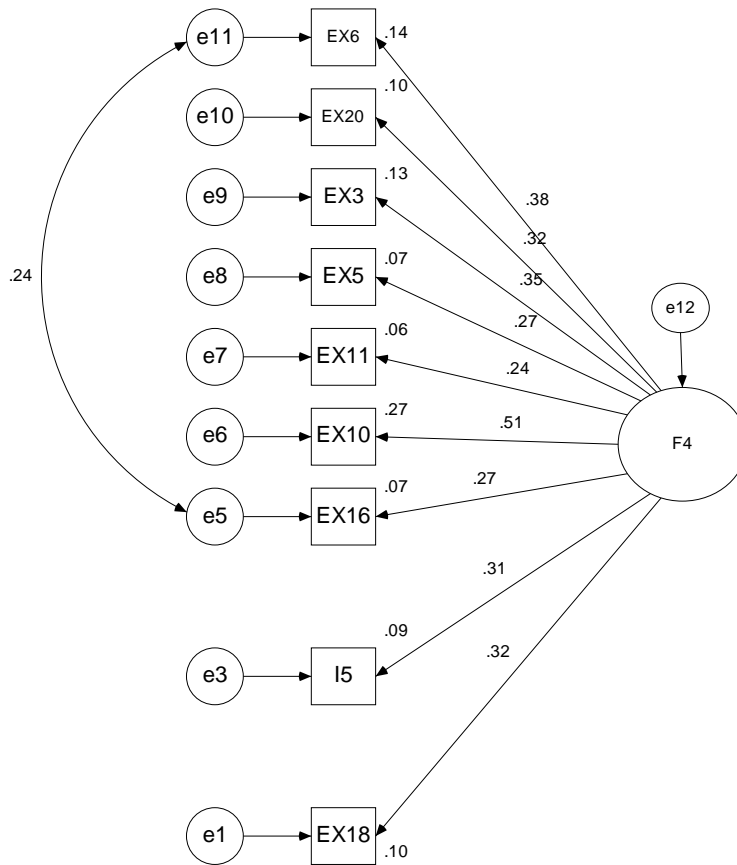 e11 EX6 .14
.10
e10 EX20
.13
e9 EX3 .38
.07 .32
e8 EX5 .35
.24
.06 .27 e12
e7 EX11 .24
.27 .51
e6 EX10 F4
.07 .27
e5 EX16
.31
.09
e3 I5 .32
e1 EX18
.10